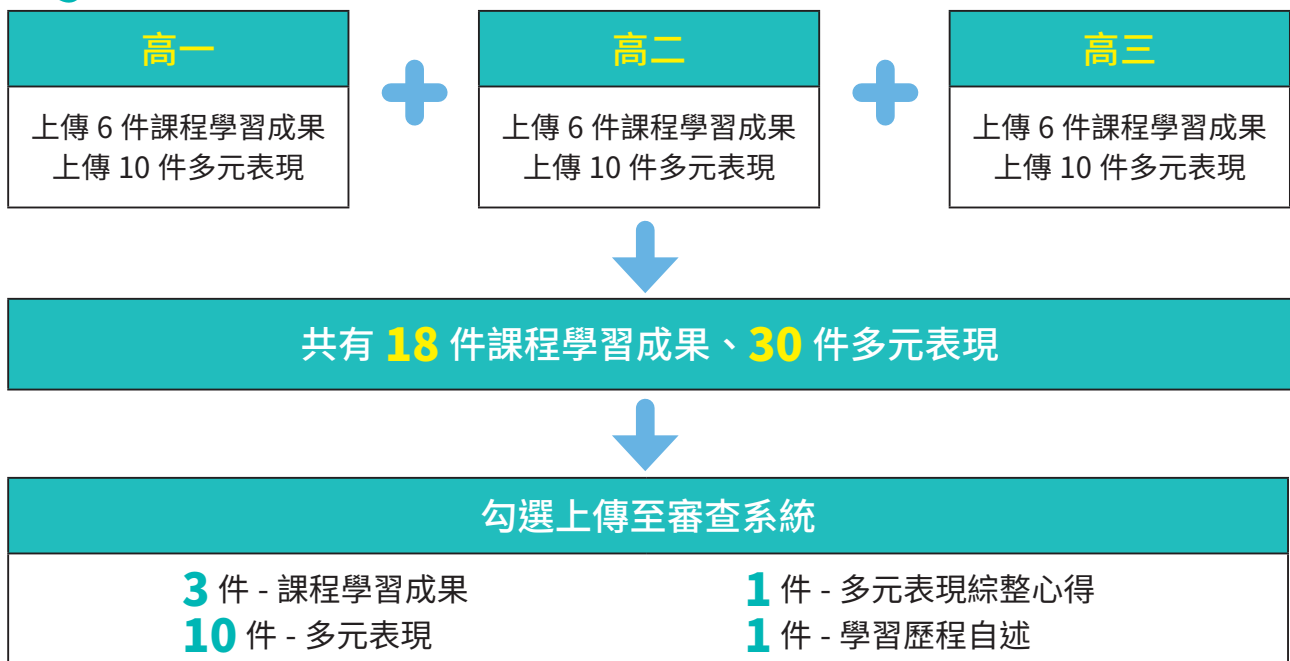 高一
上傳 6 件課程學習成果
上傳 10 件多元表現
高二
上傳 6 件課程學習成果
上傳 10 件多元表現
高三
上傳 6 件課程學習成果
上傳 10 件多元表現
共有 18 件課程學習成果、30 件多元表現
勾選上傳至審查系統
3 件 - 課程學習成果
10 件 - 多元表現
1 件 - 多元表現綜整心得
1 件 - 學習歷程自述